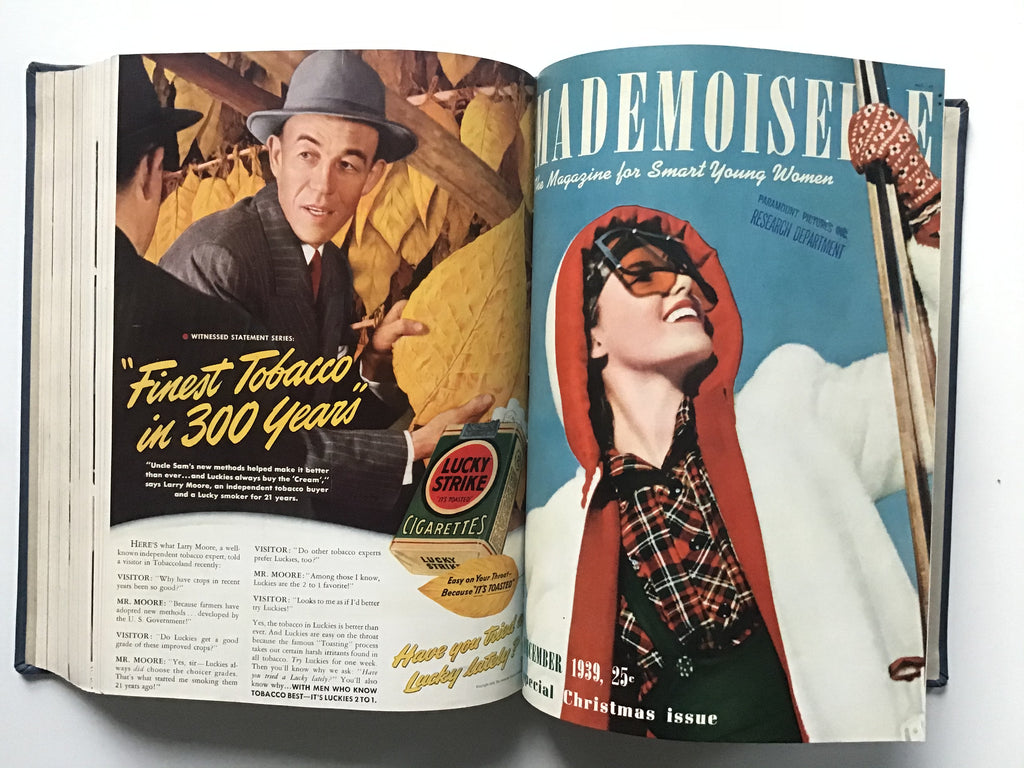 WITNESSED STATEMENT SERIES:
"Finest Tobacco
in 300 Years"
"Uncle Sam's new methods helped make it better
than ever...and Luckies always buy the 'Cream',"
says Larry Moore, an independent tobacco buyer
and a Lucky smoker for 21 years.
LUCKY
STRIKE
"IT'S TOASTED"
CIGARETTES
LUCKY
STRIKE
Easy on Your Throat-
Because "IT'S TOASTED"
HERE'S what Larry Moore, a well-
known independent tobacco expert, told
a visitor in Tobaccoland recently:
VISITOR: "Why have crops in recent
years been so good?"
MR. MOORE: "Because farmers have
adopted new methods... developed by
the U. S. Government!"
VISITOR: "Do Luckies get a good
grade of these improved crops?"
MR. MOORE: "Yes, sir—Luckies al-
ways did choose the choicer grades.
That's what started me smoking them
21 years ago!"
VISITOR: "Do other tobacco experts
prefer Luckies, too?"
MR. MOORE: "Among those I know,
Luckies are the 2 to 1 favorite!"
VISITOR: "Looks to me as if I'd better
try Luckies!"
Yes, the tobacco in Luckies is better than
ever. And Luckies are easy on the throat
because the famous "Toasting" process
takes out certain harsh irritants found in
all tobacco. Try Luckies for one week.
Then you'll know why we ask: "Have
you tried a Lucky lately?" You'll also
know why...WITH MEN WHO KNOW
TOBACCO BEST—IT'S LUCKIES 2 TO 1.
Have you tried a
Lucky lately?
MADEMOISELLE
The Magazine for Smart Young Women
PARAMOUNT PICTURES INC.
RESEARCH DEPARTMENT
DECEMBER 1939, 25c
Special Christmas issue